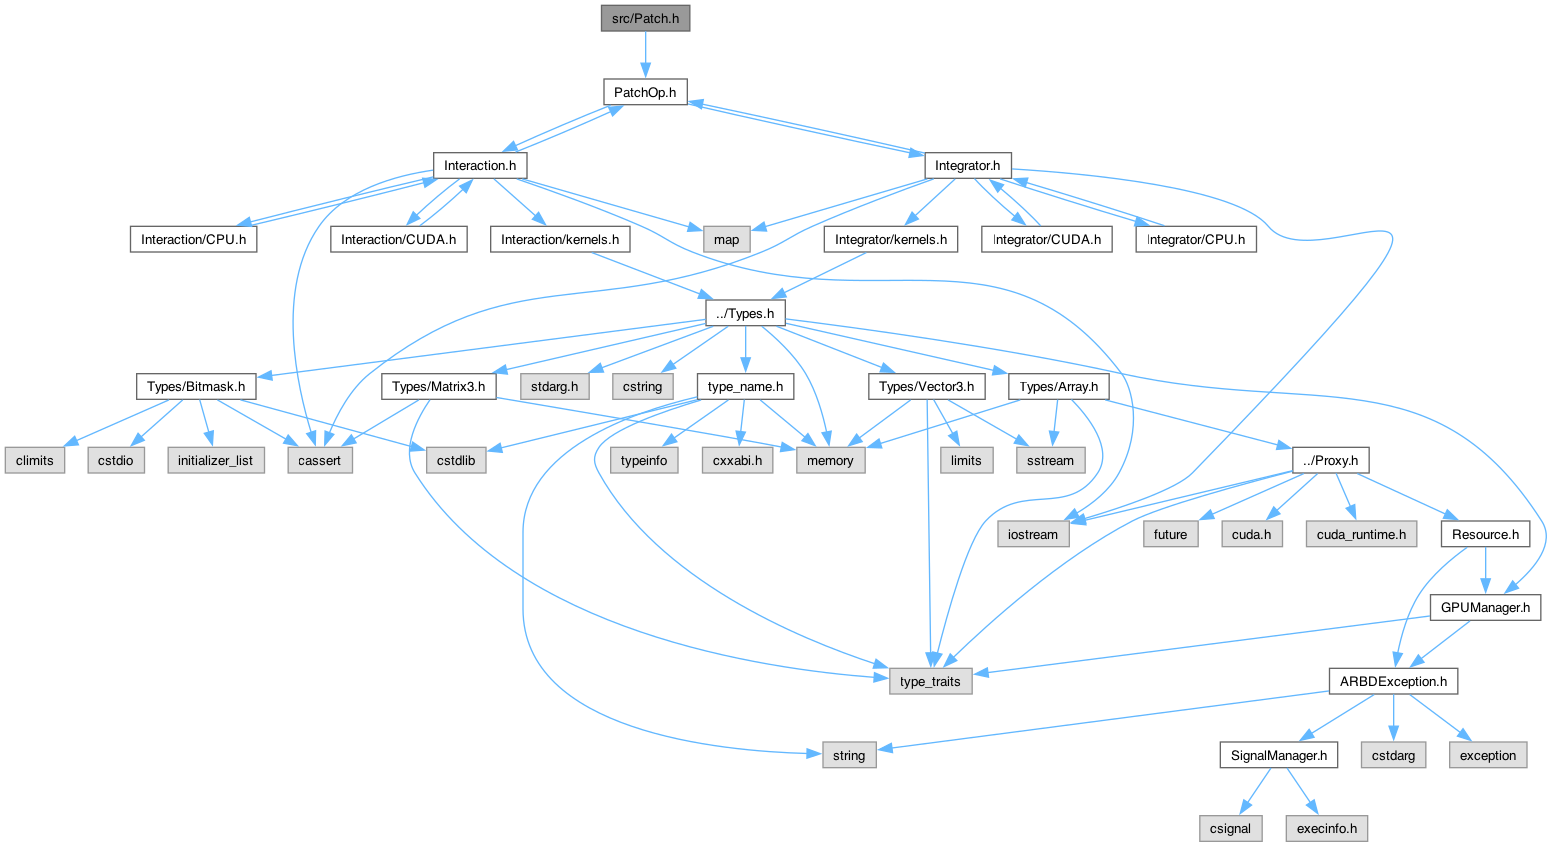 src/Patch.h
PatchOp.h
Interaction.h
Integrator.h
Interaction/CPU.h
Interaction/CUDA.h
Interaction/kernels.h
map
Integrator/kernels.h
Integrator/CUDA.h
Integrator/CPU.h
../Types.h
Types/Bitmask.h
Types/Matrix3.h
stdarg.h
cstring
type_name.h
Types/Vector3.h
Types/Array.h
climits
cstdio
initializer_list
cassert
cstdlib
typeinfo
cxxabi.h
memory
limits
sstream
../Proxy.h
iostream
future
cuda.h
cuda_runtime.h
Resource.h
GPUManager.h
type_traits
ARBDException.h
string
SignalManager.h
cstdarg
exception
csignal
execinfo.h